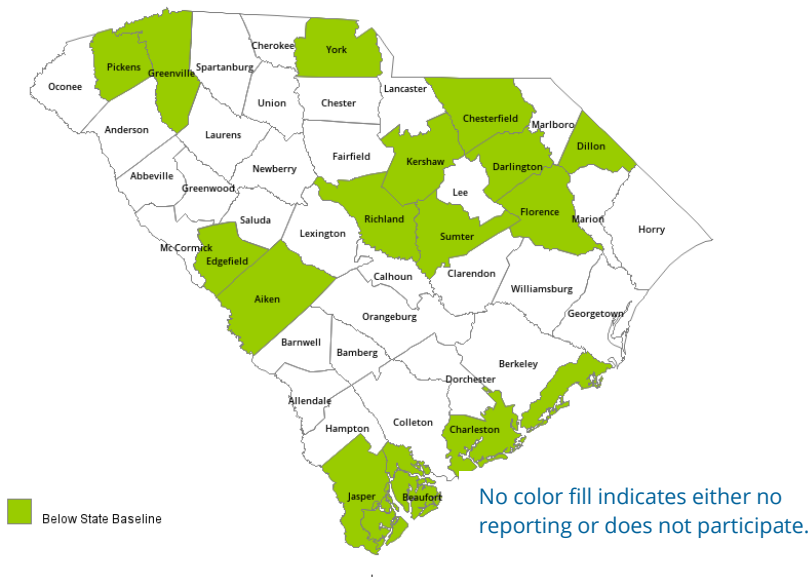 Cherokee
York
Pickens
Greenville
Spartanburg
Oconee
Lancaster
Union
Chester
Chesterfield
Marlboro
Anderson
Laurens
Dillon
Fairfield
Kershaw
Darlington
Newberry
Abbeville
Greenwood
Lee
Florence
Saluda
Richland
Marion
Horry
Lexington
Sumter
McCormick
Edgefield
Calhoun
Clarendon
Williamsburg
Aiken
Orangeburg
Georgetown
Barnwell
Bamberg
Berkeley
Dorchester
Allendale
Colleton
Hampton
Charleston
Jasper
Beaufort
No color fill indicates either no
reporting or does not participate.
Below State Baseline